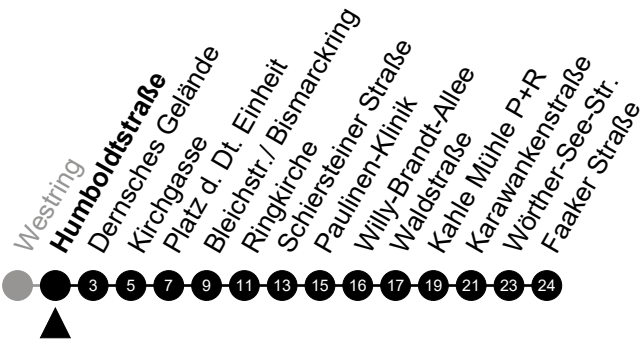 Westring
Humboldtstraße
Dernsches Gelände
Kirchgasse
Platz d. Dt. Einheit
Bleichstr./ Bismarckring
Ringkirche
Schiersteiner Straße
Paulinen-Klinik
Willy-Brandt-Allee
Waldstraße
Kahle Mühle P+R
Karawankenstraße
Wörther-See-Str.
Faaker Straße
3 5 7 9 11 13 15 16 17 19 21 23 24